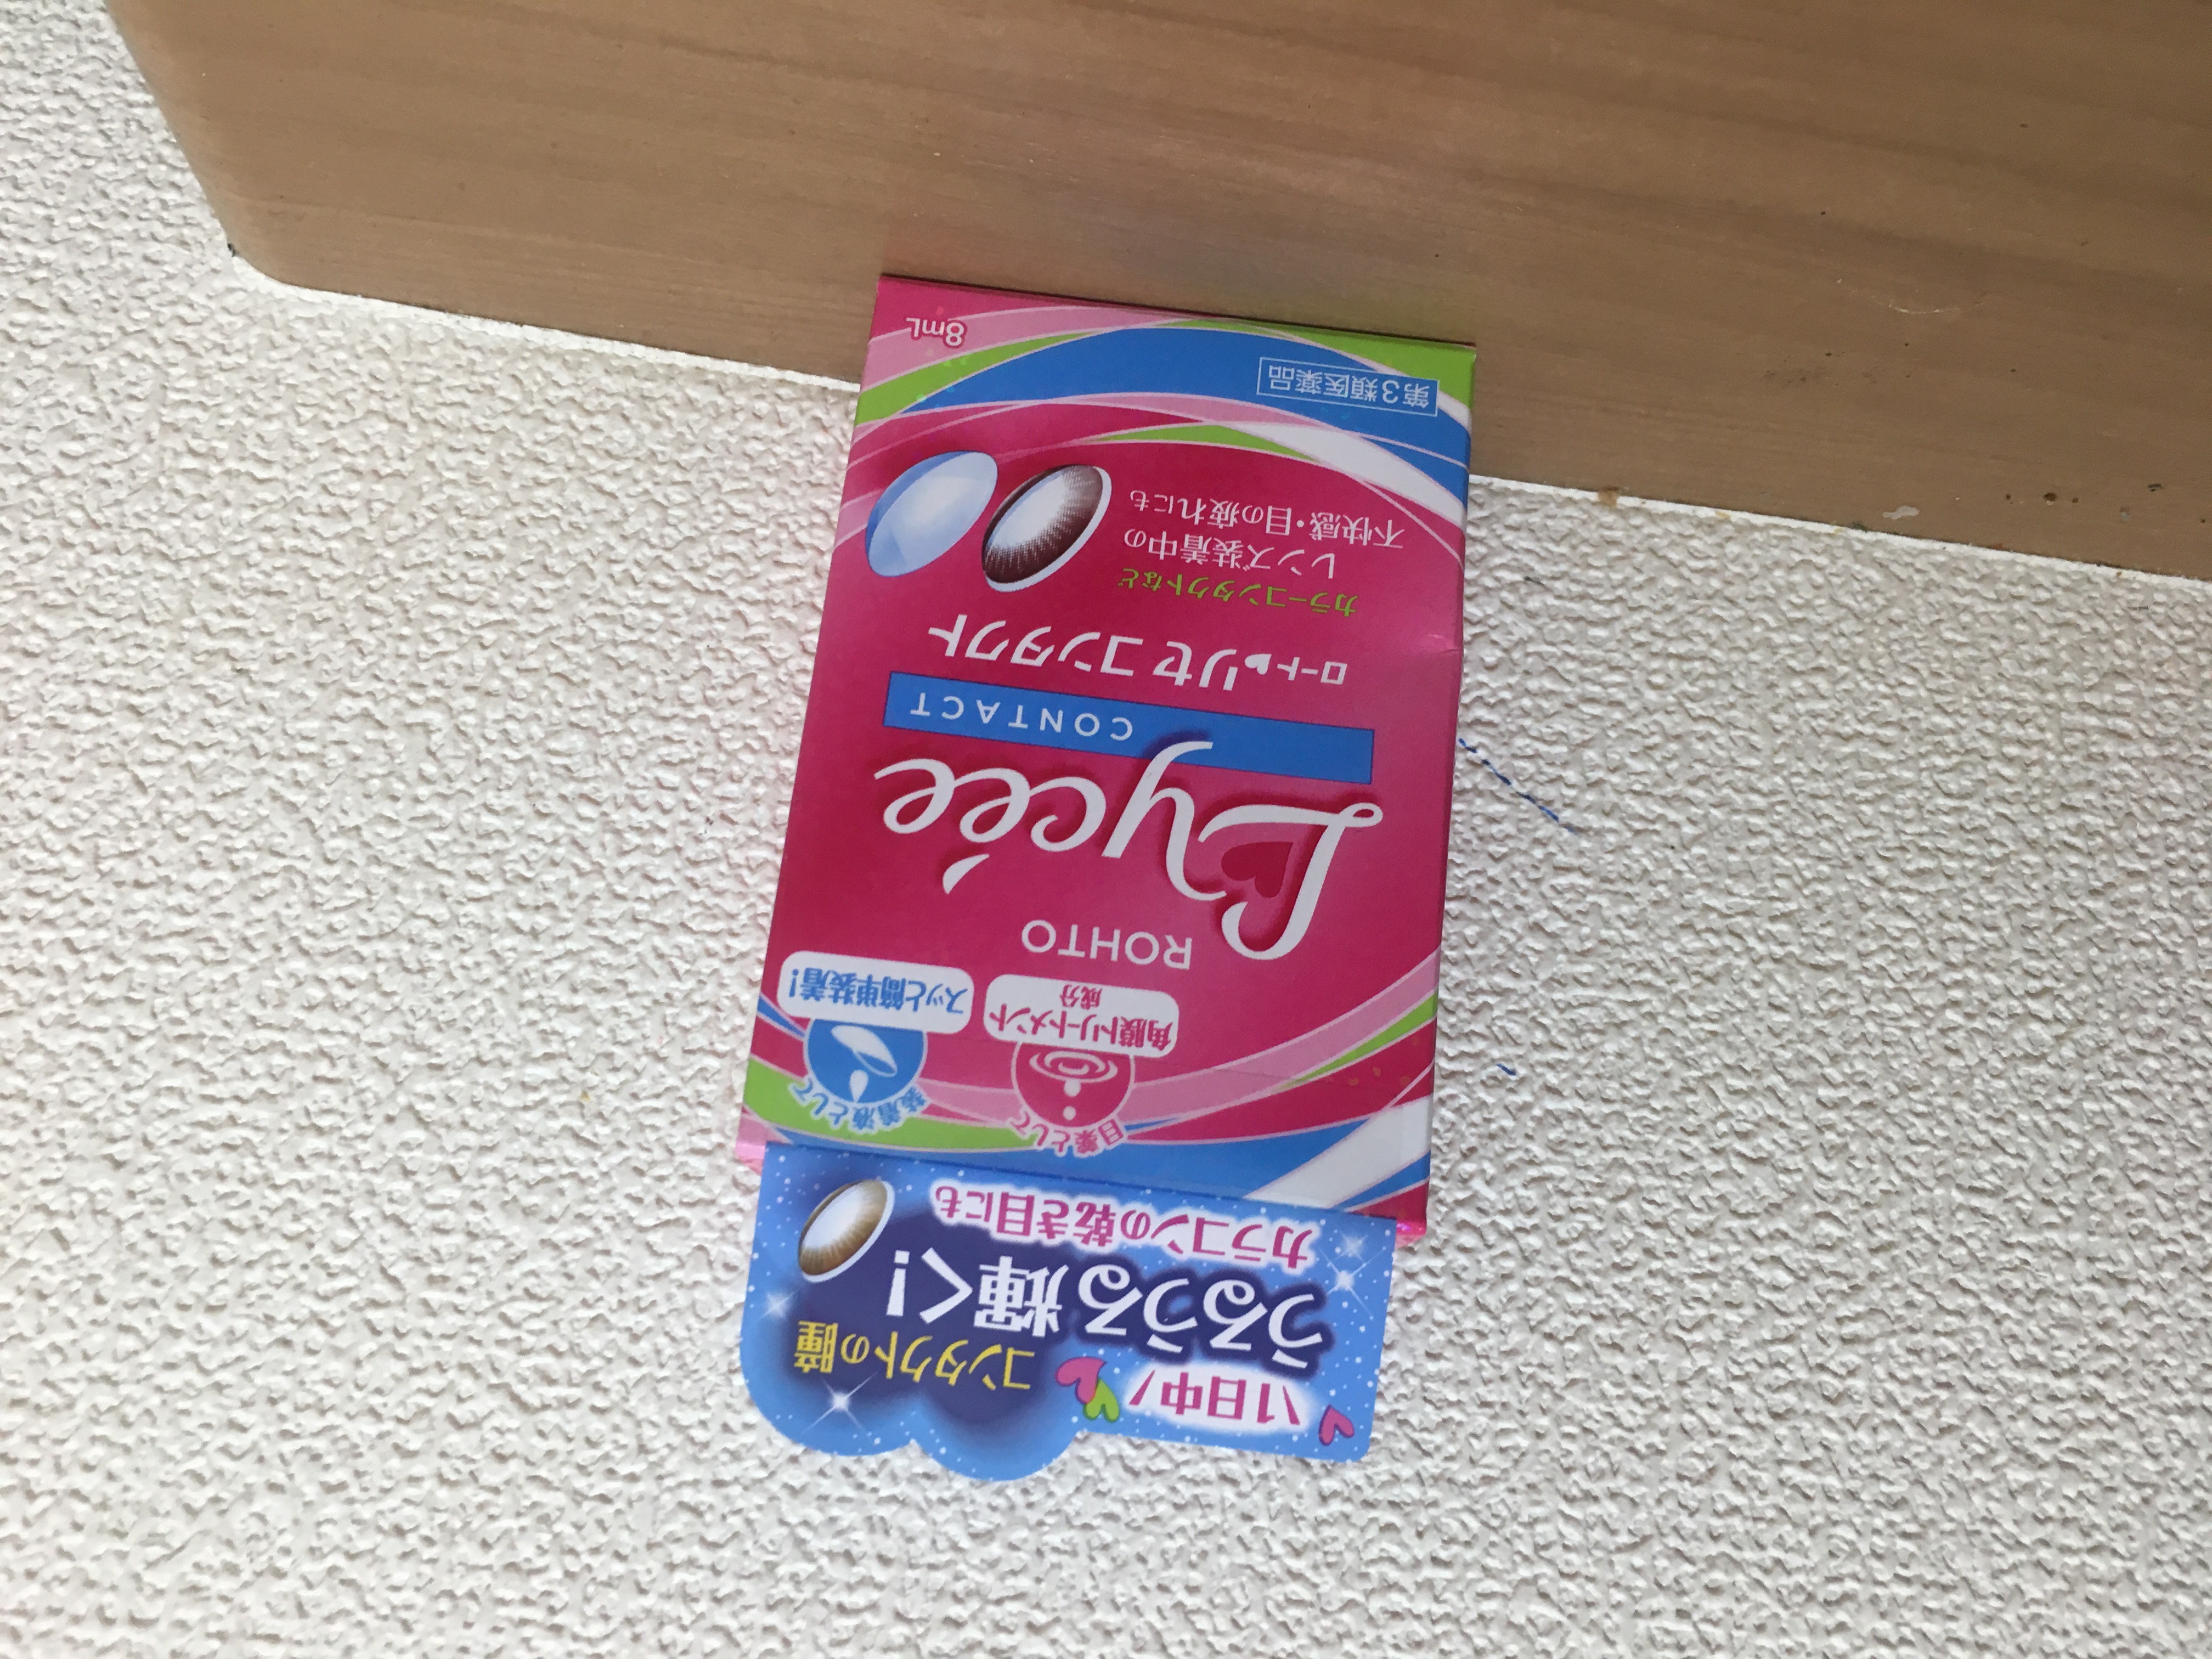 \1日中/
コンタクトの瞳
うるうる輝く!
カラコンの乾き目にも
目薬として
角膜トリートメント
成分
装着液として
スッと簡単装着!
ROHTO
Lycée
CONTACT
ロート リセ コンタクト
カラーコンタクトなど
レンズ装着中の
不快感・目の疲れにも
第3類医薬品
8mL